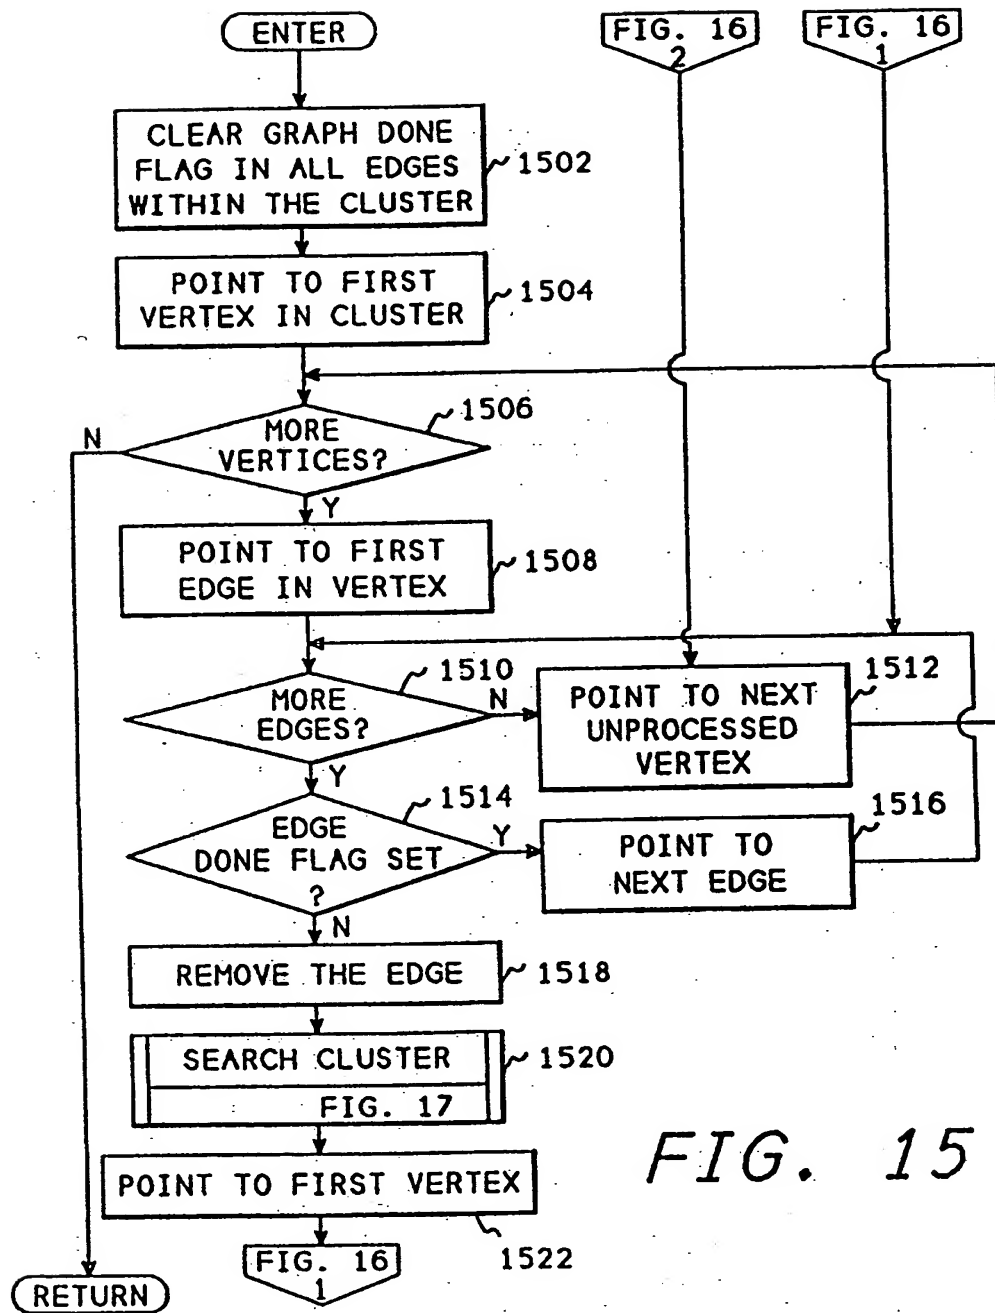 ENTER
FIG. 16
2
FIG. 16
1
CLEAR GRAPH DONE
FLAG IN ALL EDGES
WITHIN THE CLUSTER
1502
POINT TO FIRST
VERTEX IN CLUSTER
1504
MORE
VERTICES?
1506
N
Y
POINT TO FIRST
EDGE IN VERTEX
1508
MORE
EDGES?
1510
N
Y
POINT TO NEXT
UNPROCESSED
VERTEX
1512
EDGE
DONE FLAG SET
?
1514
Y
N
POINT TO
NEXT EDGE
1516
REMOVE THE EDGE
1518
SEARCH CLUSTER
FIG. 17
1520
POINT TO FIRST VERTEX
1522
FIG. 16
1
RETURN
FIG. 15